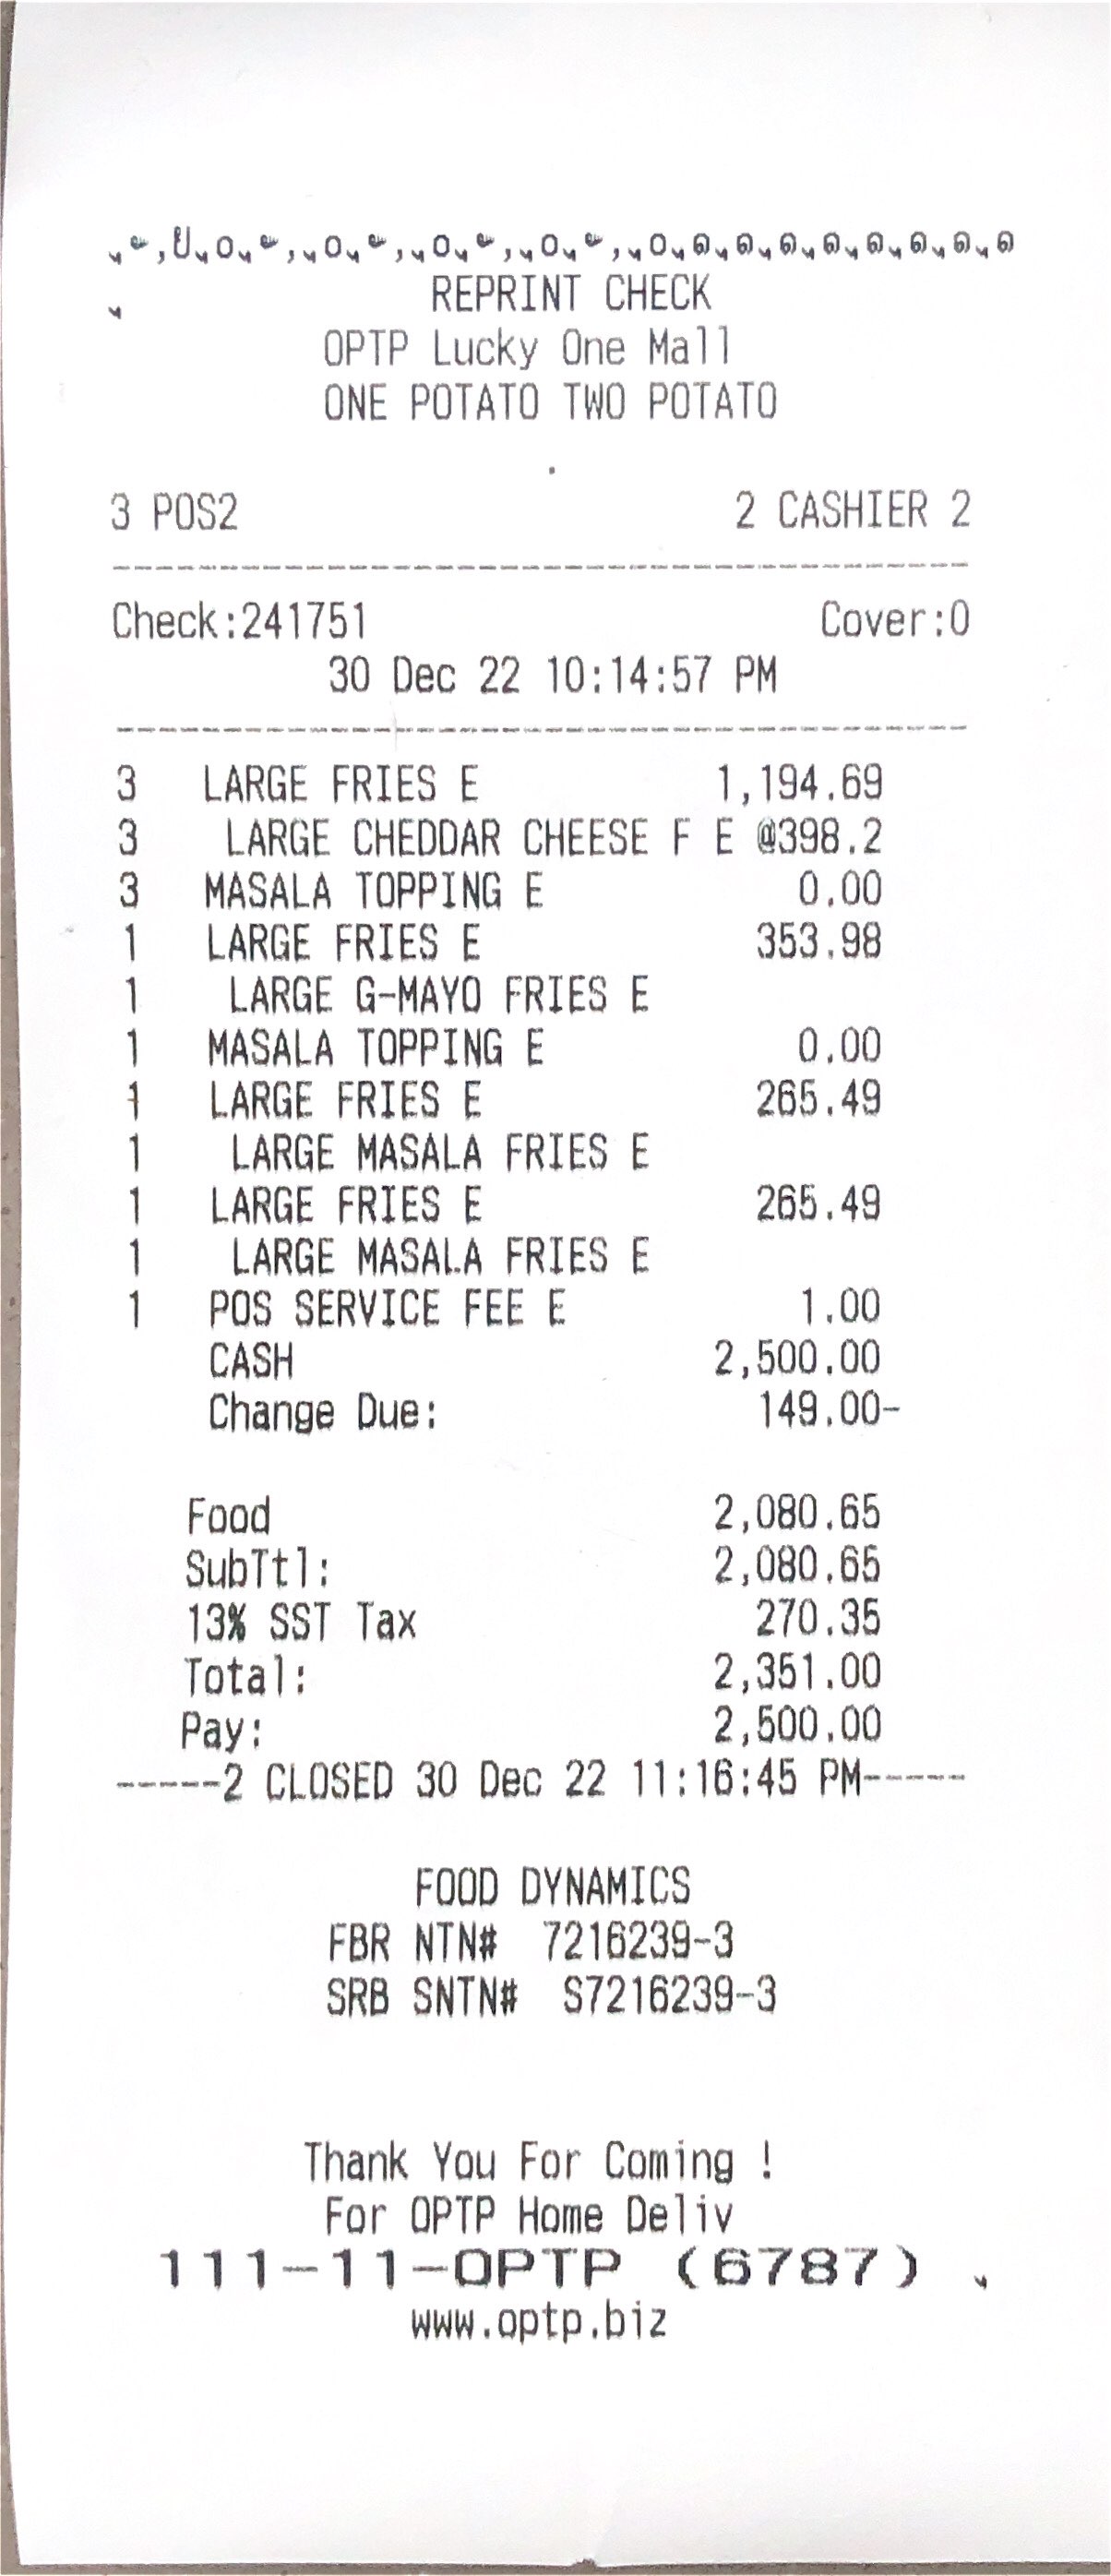 REPRINT CHECK
OPTP Lucky One Mall
ONE POTATO TWO POTATO
3 POS2 2 CASHIER 2
Check:241751 Cover:0
30 Dec 22 10:14:57 PM
3 LARGE FRIES E 1,194.69
3 LARGE CHEDDAR CHEESE F E @398.2
3 MASALA TOPPING E 0.00
1 LARGE FRIES E 353.98
1 LARGE G-MAYO FRIES E
1 MASALA TOPPING E 0.00
1 LARGE FRIES E 265.49
1 LARGE MASALA FRIES E
1 LARGE FRIES E 265.49
1 LARGE MASALA FRIES E
1 POS SERVICE FEE E 1.00
CASH 2,500.00
Change Due: 149.00-
Food 2,080.65
SubTtl: 2,080.65
13% SST Tax 270.35
Total: 2,351.00
Pay: 2,500.00
-----2 CLOSED 30 Dec 22 11:16:45 PM-----
FOOD DYNAMICS
FBR NTN# 7216239-3
SRB SNTN# S7216239-3
Thank You For Coming !
For OPTP Home Deliv
111-11-OPTP (6787)
www.optp.biz